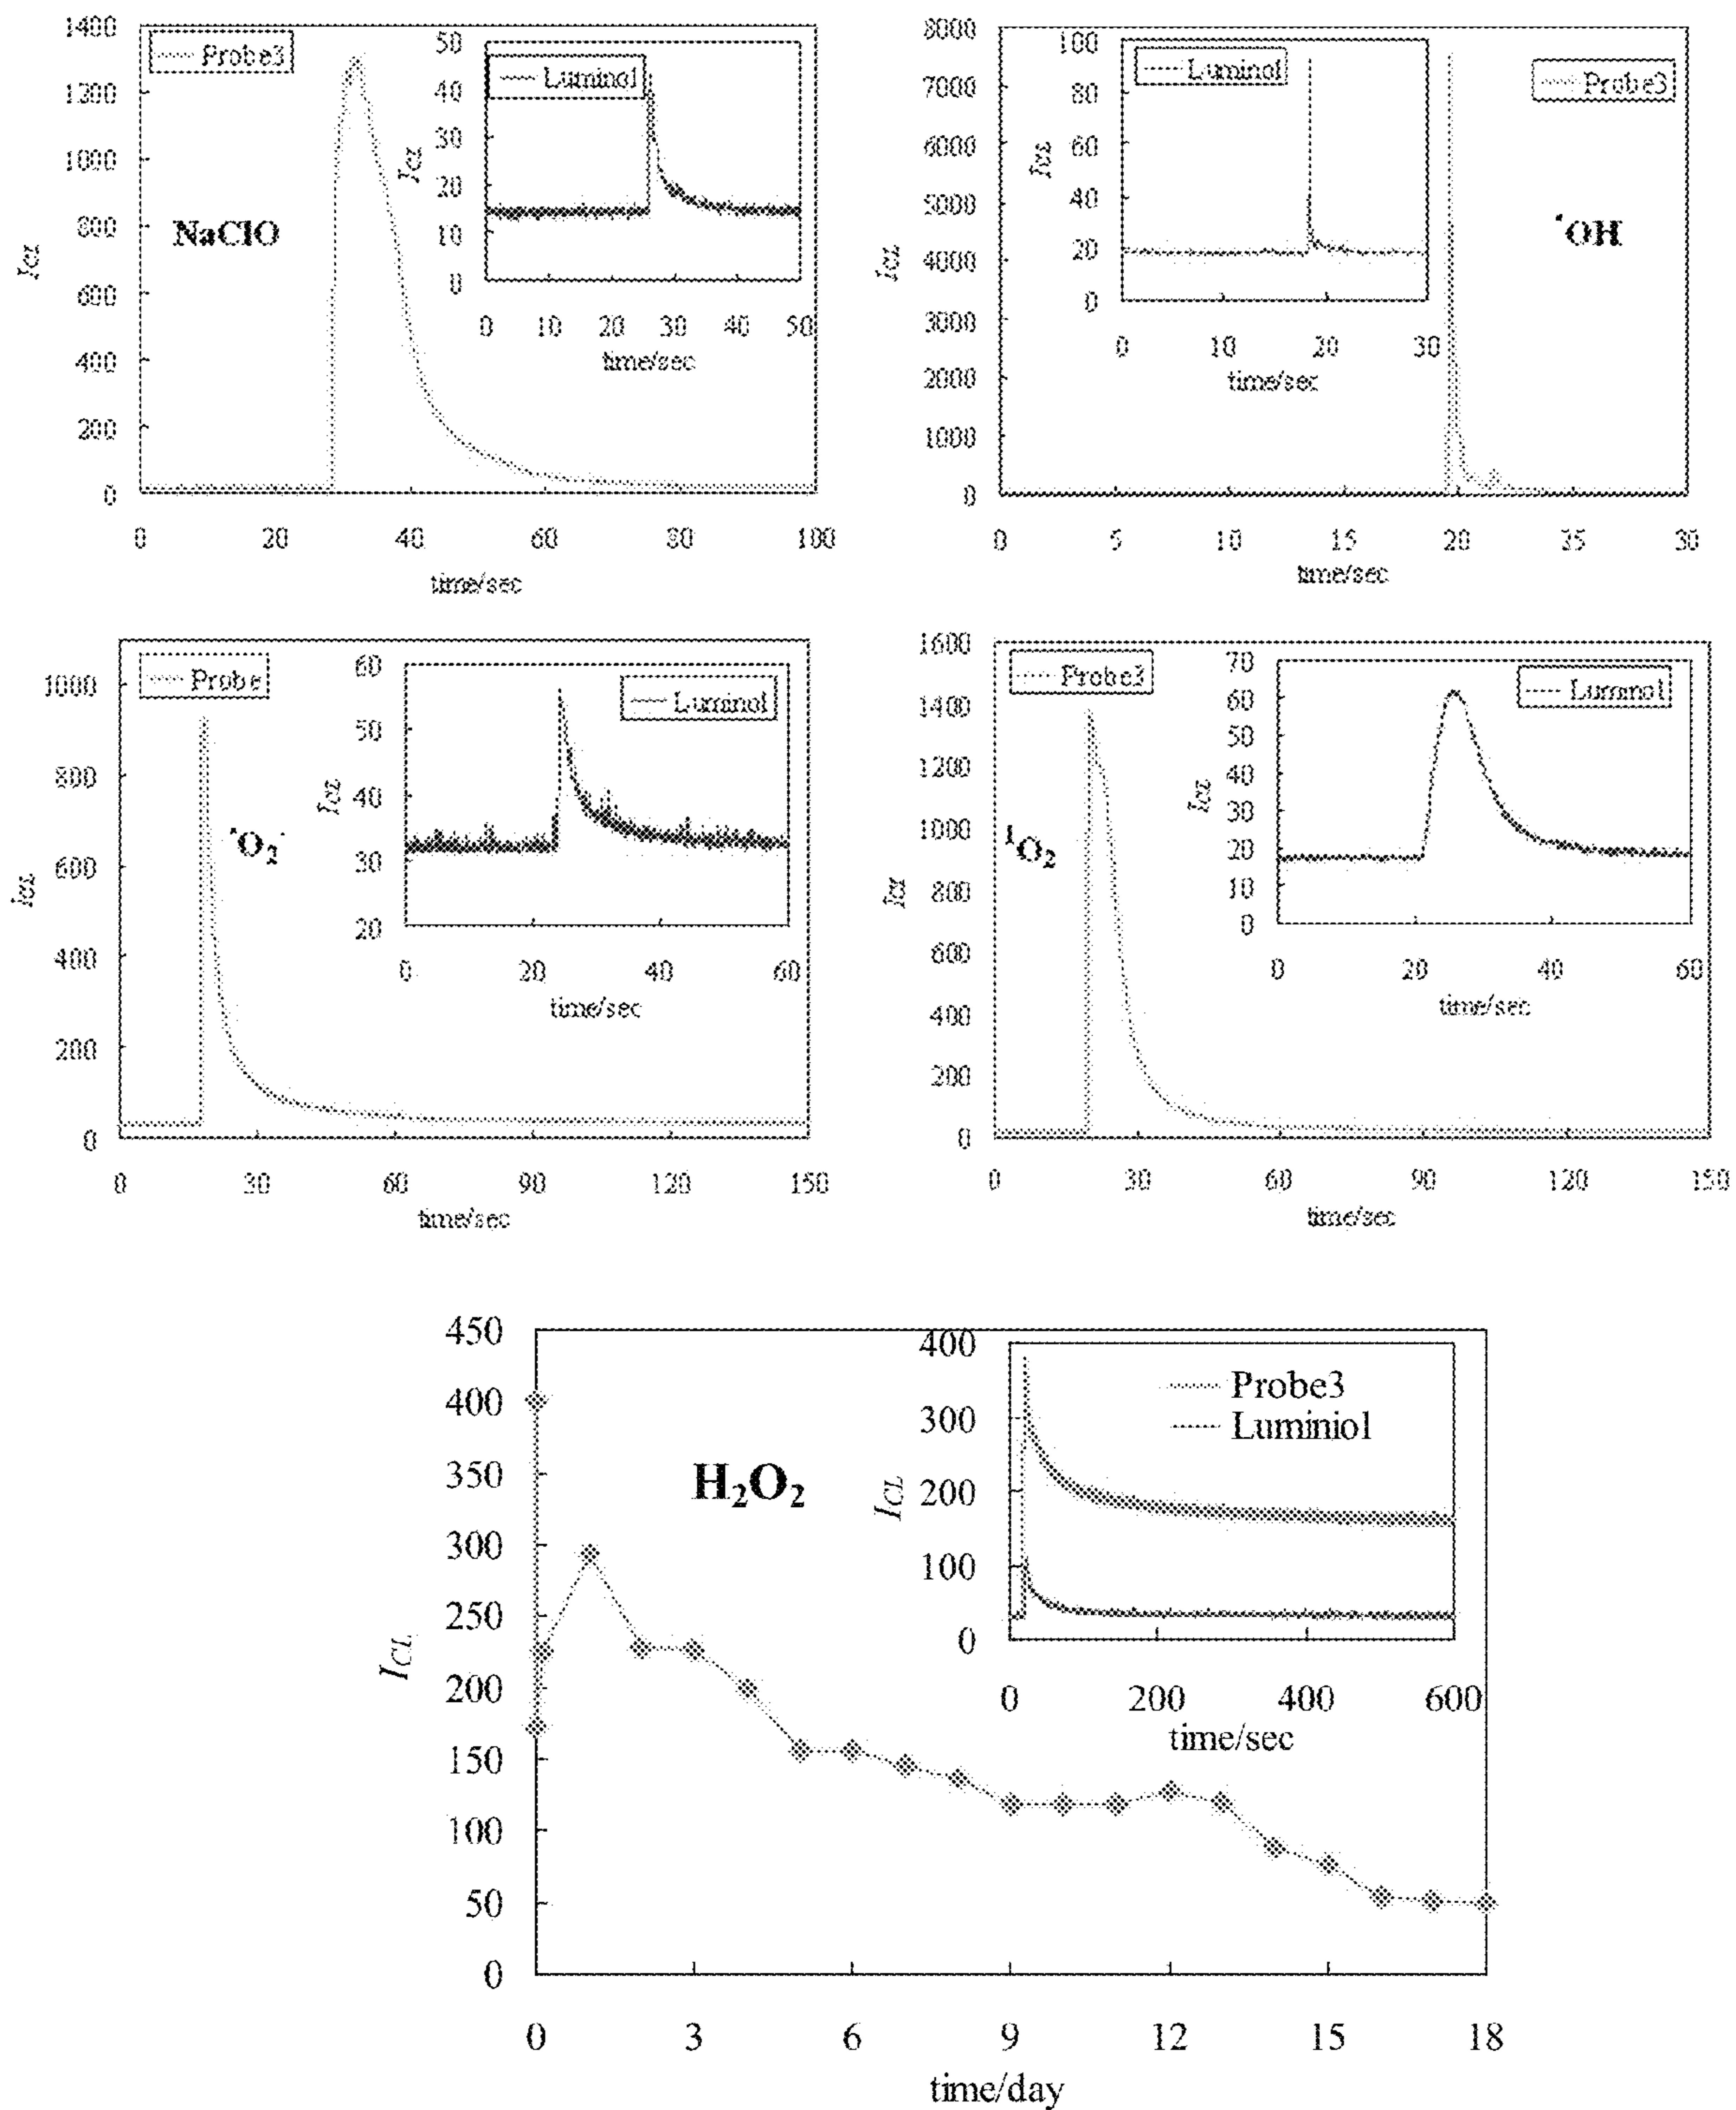 1400
1200
1000
800
600
400
200
0
I_CL
Probe3
NaClO
0 20 40 60 80 100
time/sec
50
40
30
20
10
0
I_CL
Luminol
0 10 20 30 40 50
time/sec
8000
7000
6000
5000
4000
3000
2000
1000
0
I_CL
Probe3
•OH
0 5 10 15 20 25 30
time/sec
100
80
60
40
20
0
I_CL
Luminol
0 10 20 30
time/sec
1000
800
600
400
200
0
I_CL
Probe
•O₂⁻
0 30 60 90 120 150
time/sec
60
50
40
30
20
I_CL
Luminol
0 20 40 60
time/sec
1600
1400
1200
1000
800
600
400
200
0
I_CL
Probe3
¹O₂
0 30 60 90 120 150
time/sec
70
60
50
40
30
20
10
0
I_CL
Luminol
0 20 40 60
time/sec
450
400
350
300
250
200
150
100
50
0
I_CL
H₂O₂
0 3 6 9 12 15 18
time/day
400
300
200
100
0
I_CL
Probe3
Luminiol
0 200 400 600
time/sec